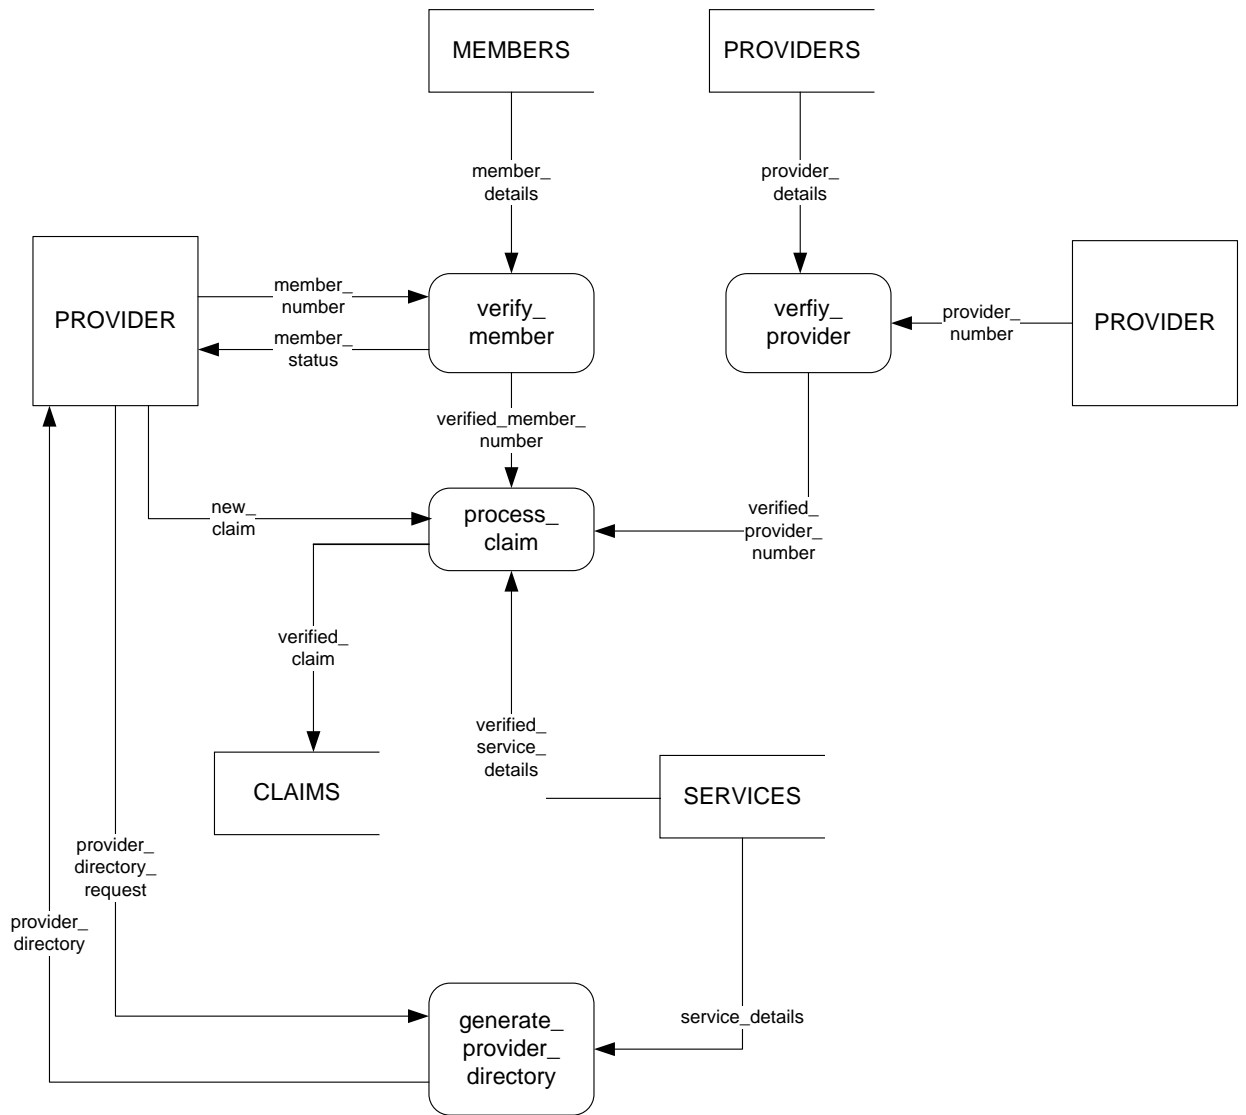 MEMBERS
PROVIDERS
member_
details
provider_
details
PROVIDER
member_
number
member_
status
verify_
member
verfiy_
provider
provider_
number
PROVIDER
verified_member_
number
new_
claim
process_
claim
verified_
provider_
number
verified_
claim
verified_
service_
details
CLAIMS
SERVICES
provider_
directory_
request
provider_
directory
generate_
provider_
directory
service_details